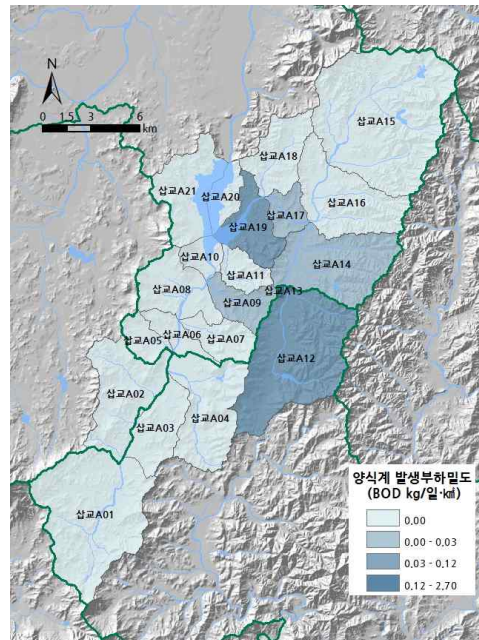 N
0 1.5 3 6
km
삽교A15
삽교A18
삽교A21
삽교A20
삽교A17
삽교A16
삽교A19
삽교A10
삽교A11
삽교A14
삽교A08
삽교A09
삽교A13
삽교A05
삽교A06
삽교A07
삽교A12
삽교A02
삽교A03
삽교A04
삽교A01
양식계 발생부하밀도
(BOD kg/일·㎢)
0.00
0.00 - 0.03
0.03 - 0.12
0.12 - 2.70